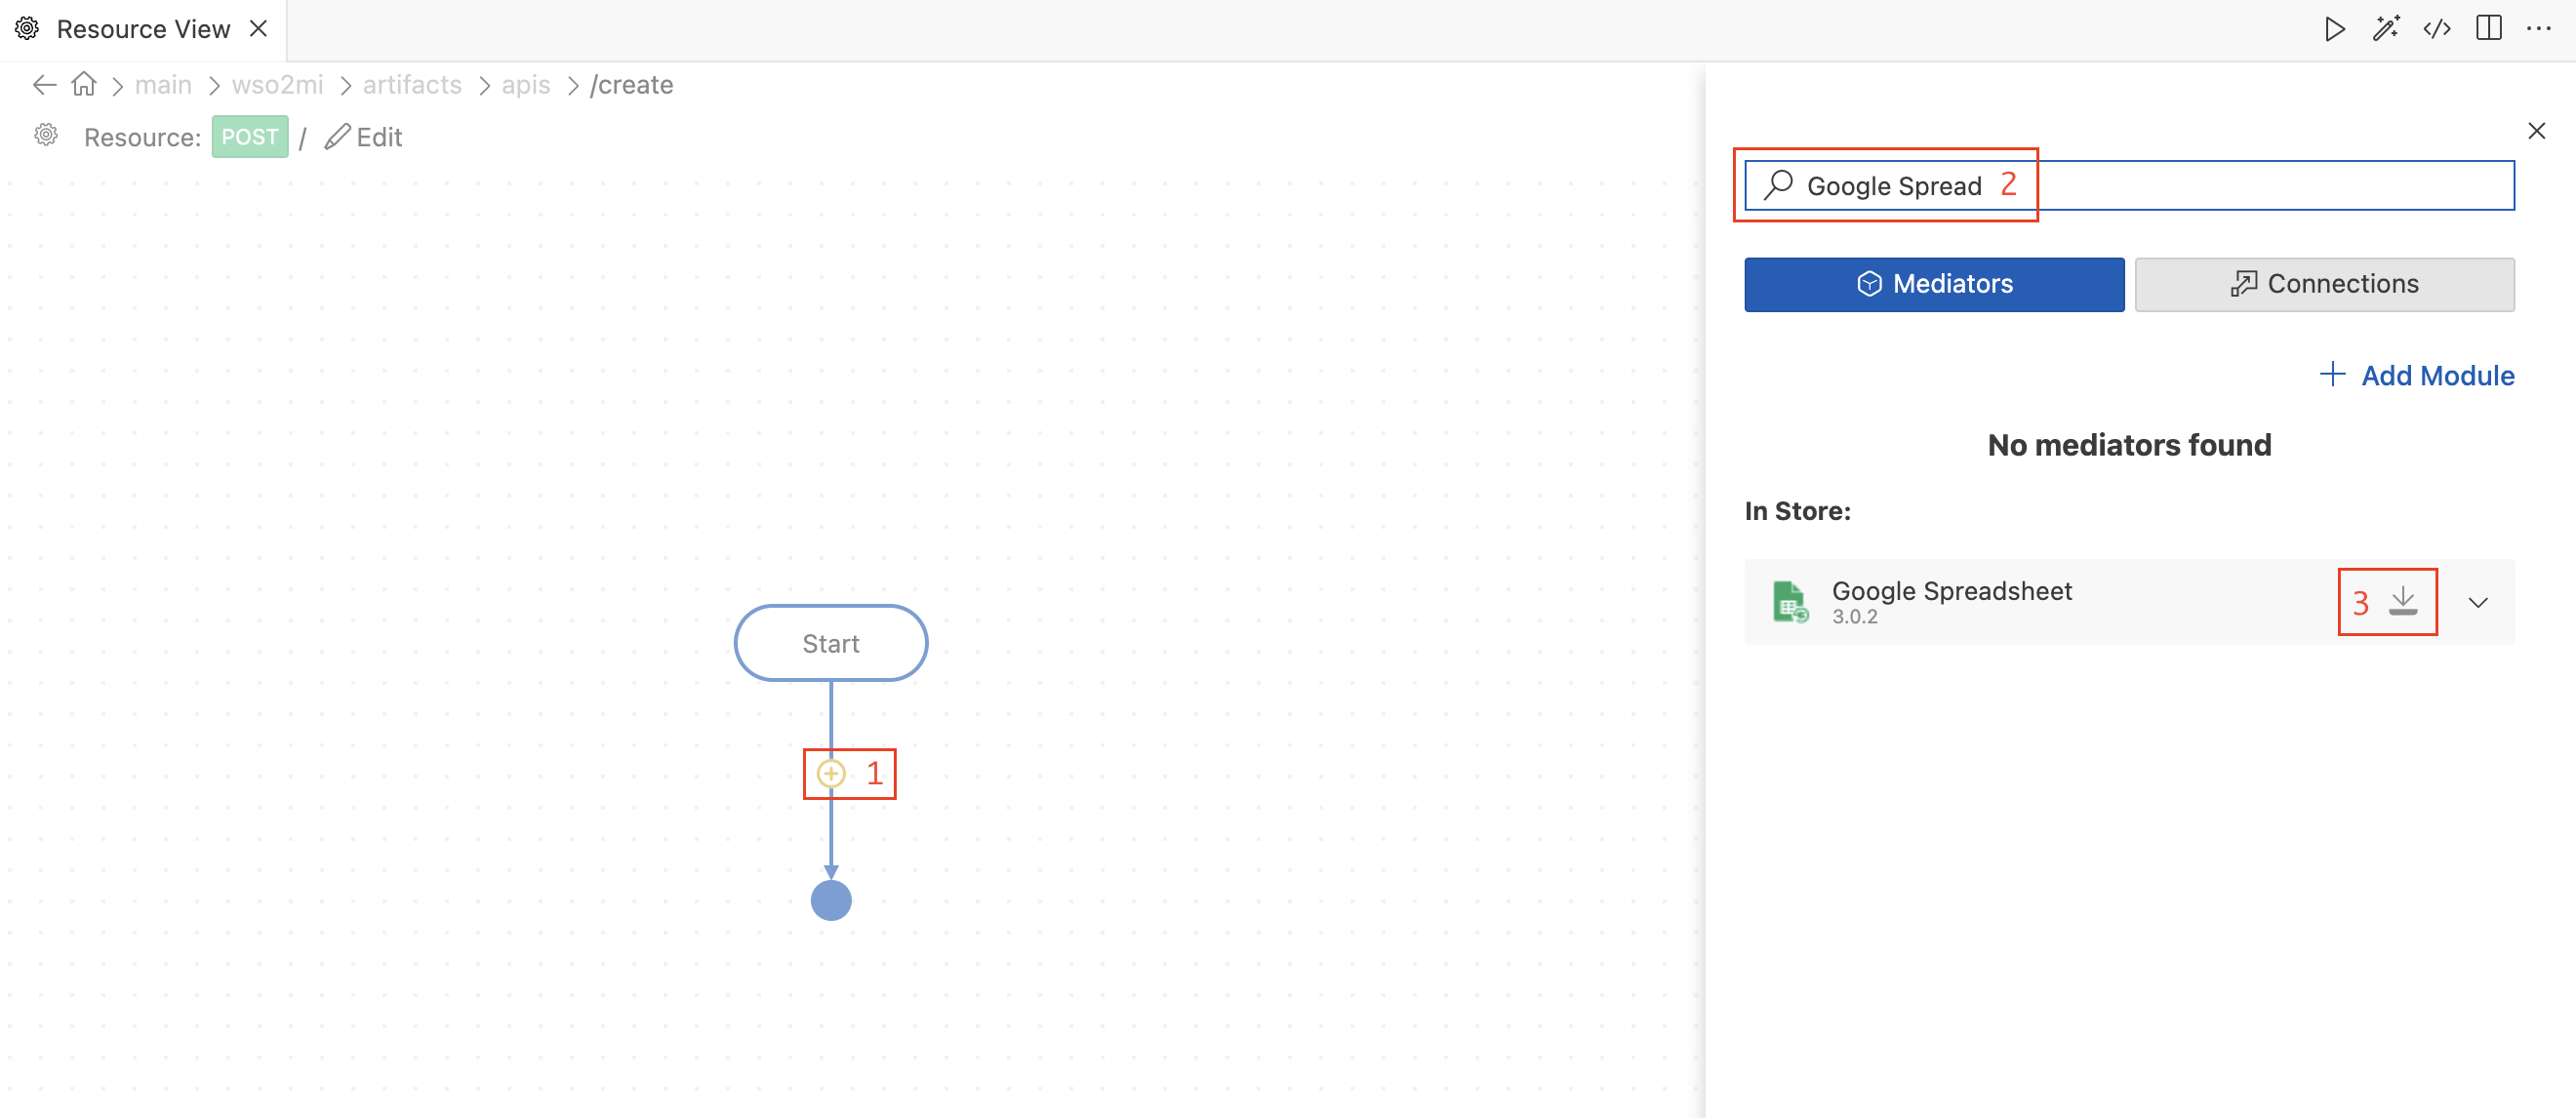 Resource View
main wso2mi artifacts apis /create
Resource: POST / Edit
Google Spread 2
Mediators Connections
Add Module
No mediators found
In Store:
Google Spreadsheet
3.0.2
3
Start
1